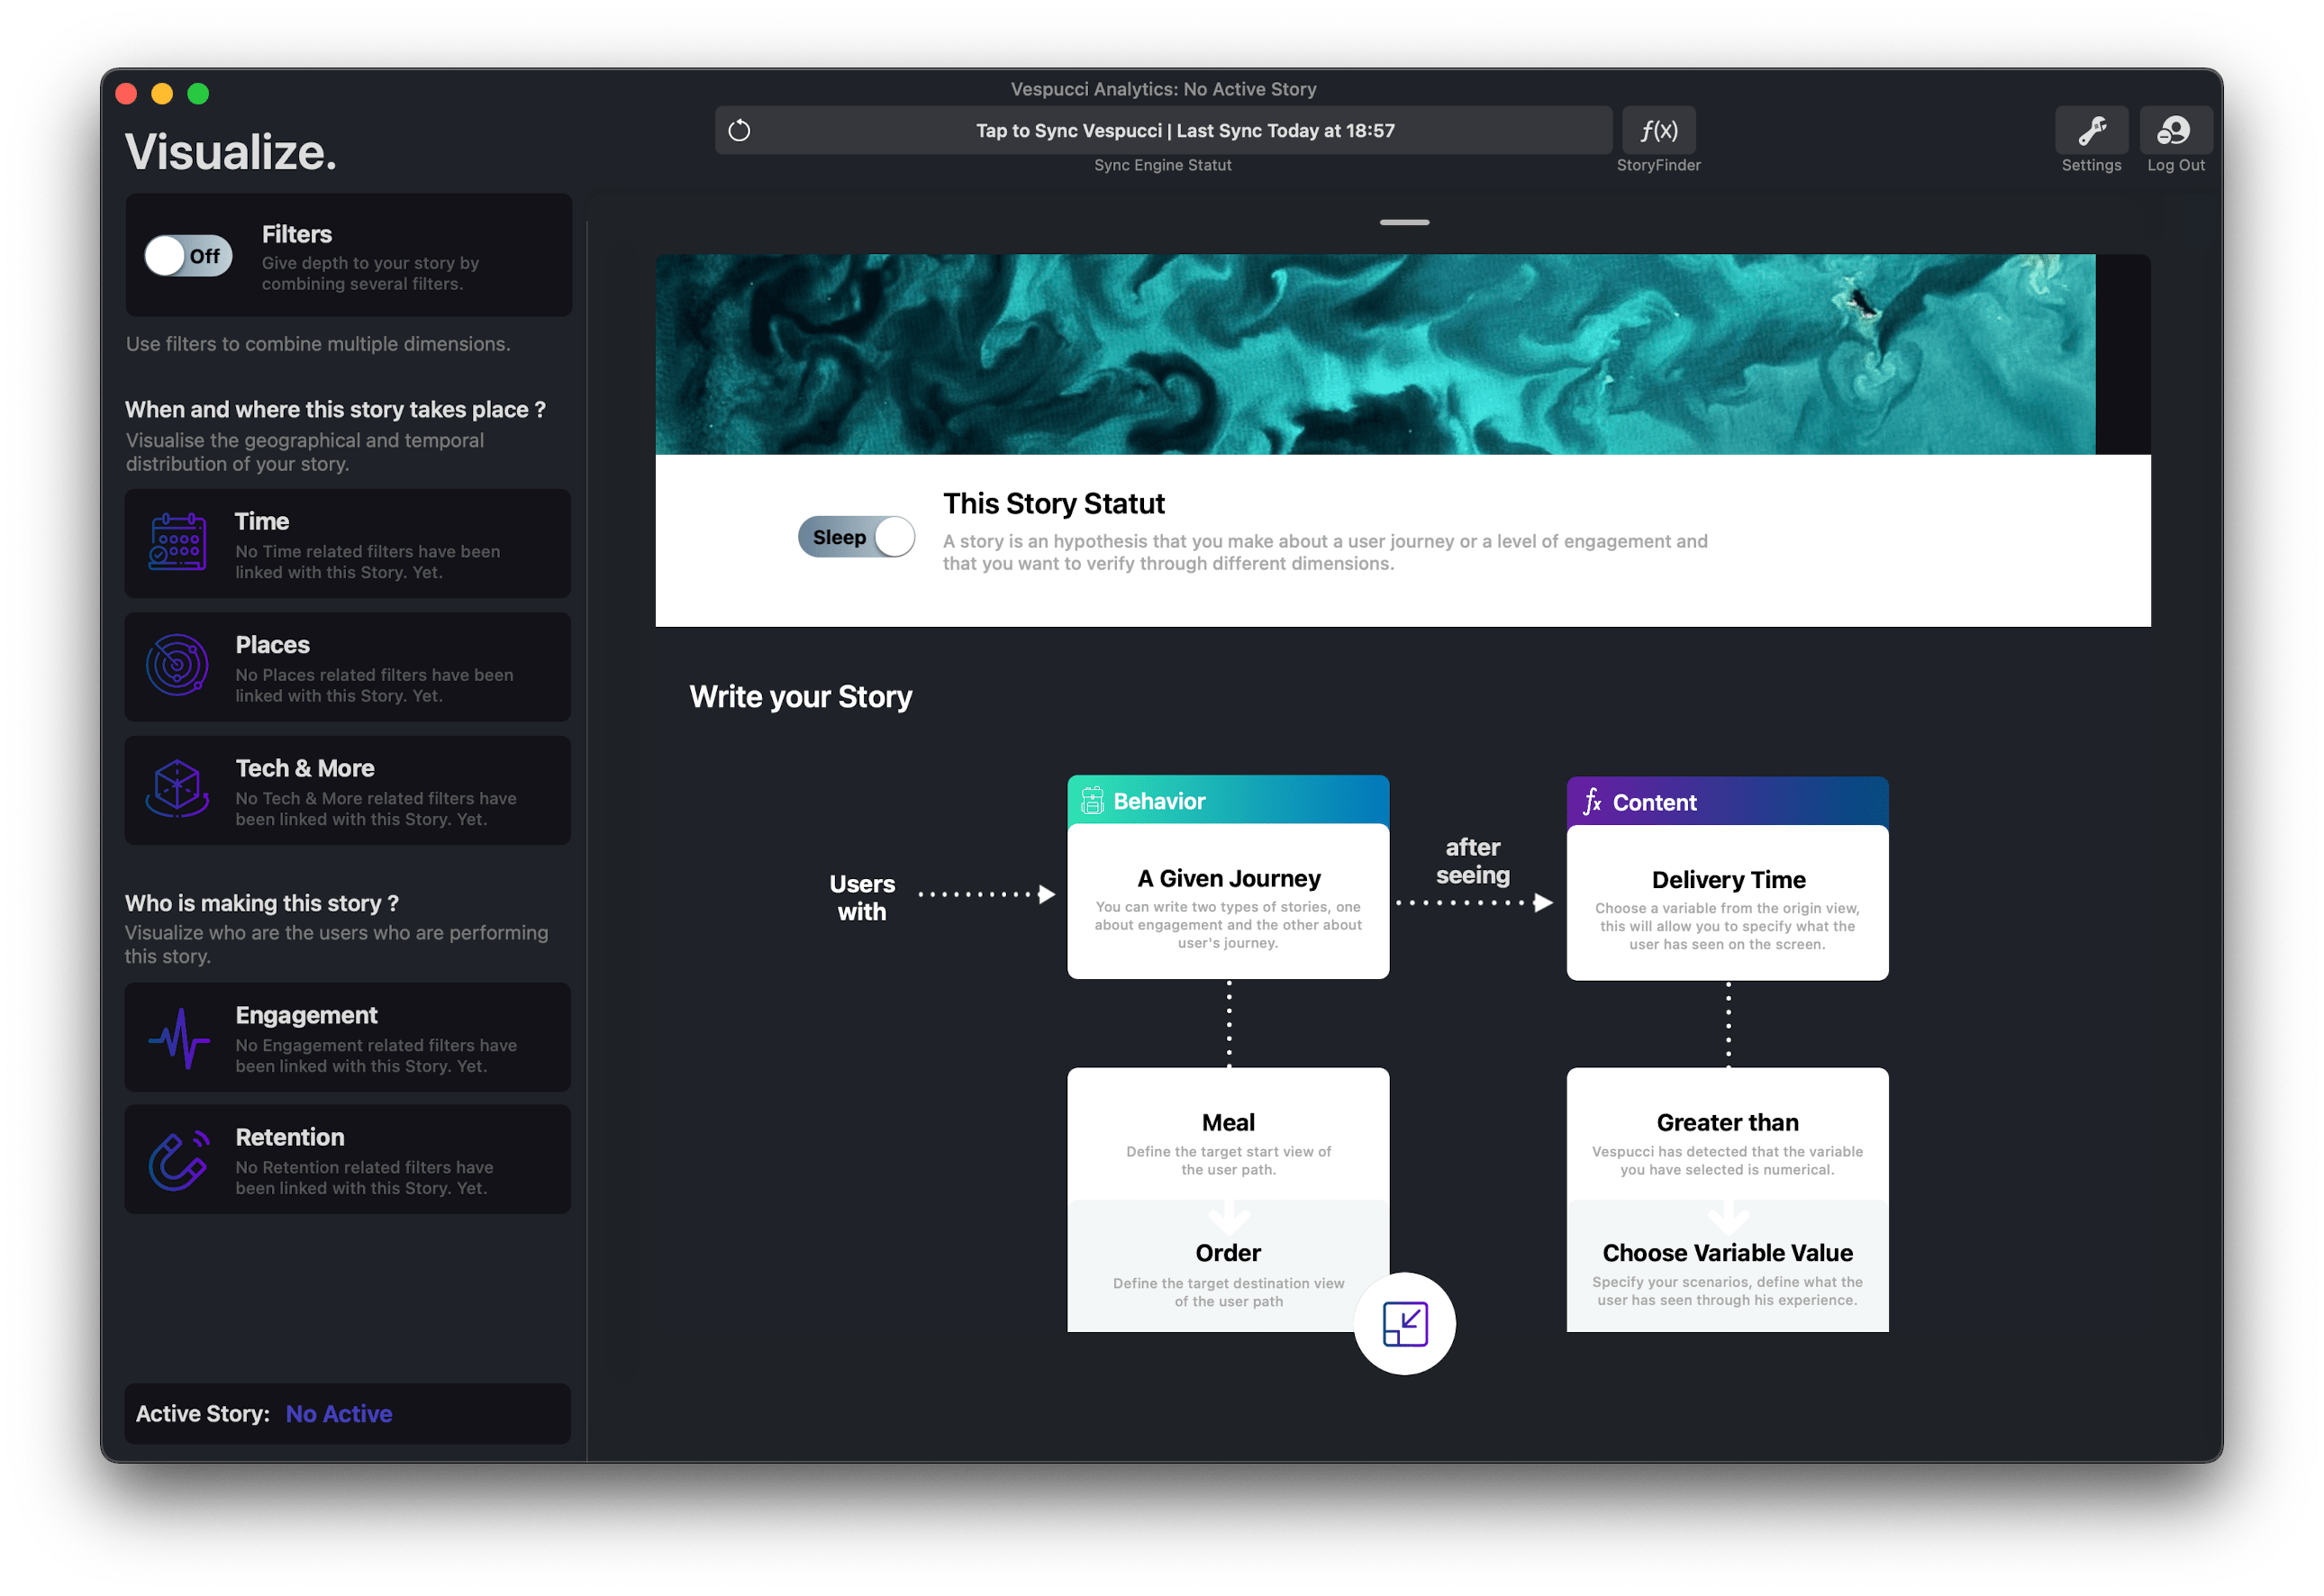 Vespucci Analytics: No Active Story
Visualize.
Tap to Sync Vespucci | Last Sync Today at 18:57
Sync Engine Statut
ƒ(x)
StoryFinder
Settings
Log Out
Off
Filters
Give depth to your story by
combining several filters.
Use filters to combine multiple dimensions.
When and where this story takes place ?
Visualise the geographical and temporal
distribution of your story.
Time
No Time related filters have been
linked with this Story. Yet.
Places
No Places related filters have been
linked with this Story. Yet.
Tech & More
No Tech & More related filters have
been linked with this Story. Yet.
Who is making this story ?
Visualize who are the users who are performing
this story.
Engagement
No Engagement related filters have
been linked with this Story. Yet.
Retention
No Retention related filters have
been linked with this Story. Yet.
Active Story: No Active
Sleep
This Story Statut
A story is an hypothesis that you make about a user journey or a level of engagement and
that you want to verify through different dimensions.
Write your Story
Users
with
Behavior
A Given Journey
You can write two types of stories, one
about engagement and the other about
user's journey.
after
seeing
ƒx Content
Delivery Time
Choose a variable from the origin view,
this will allow you to specify what the
user has seen on the screen.
Meal
Define the target start view of
the user path.
Order
Define the target destination view
of the user path
Greater than
Vespucci has detected that the variable
you have selected is numerical.
Choose Variable Value
Specify your scenarios, define what the
user has seen through his experience.